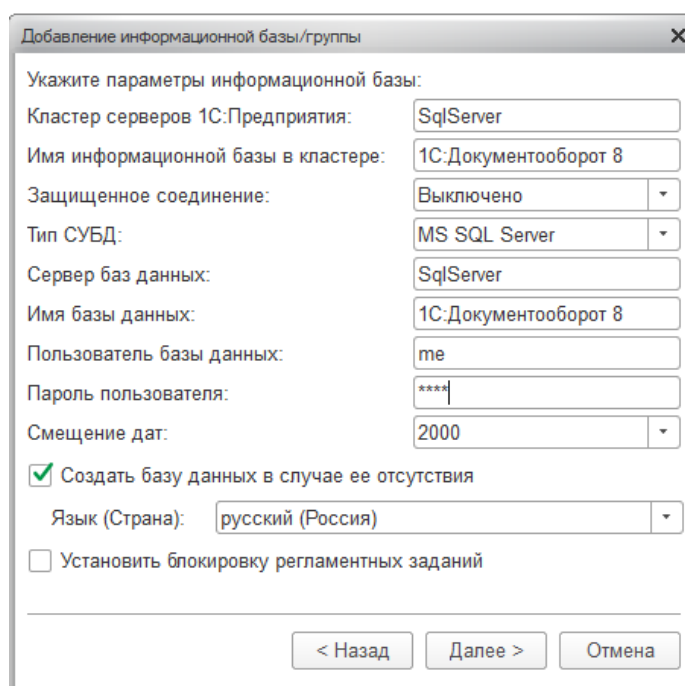 Добавление информационной базы/группы
Укажите параметры информационной базы:
Кластер серверов 1С:Предприятия: SqlServer
Имя информационной базы в кластере: 1С:Документооборот 8
Защищенное соединение: Выключено
Тип СУБД: MS SQL Server
Сервер баз данных: SqlServer
Имя базы данных: 1С:Документооборот 8
Пользователь базы данных: me
Пароль пользователя: ****
Смещение дат: 2000
Создать базу данных в случае ее отсутствия
Язык (Страна): русский (Россия)
Установить блокировку регламентных заданий
< Назад Далее > Отмена